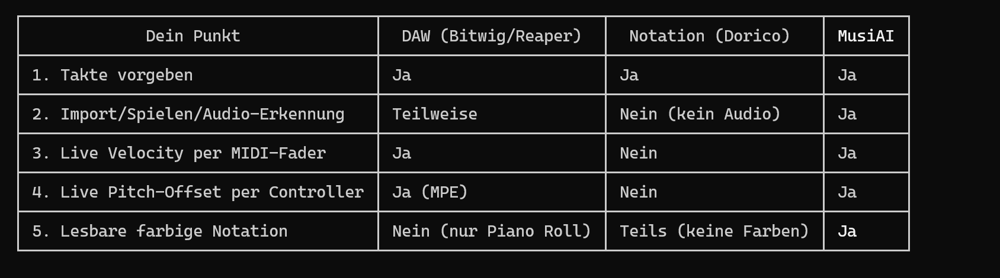 Dein Punkt DAW (Bitwig/Reaper) Notation (Dorico) MusiAI
1. Takte vorgeben Ja Ja Ja
2. Import/Spielen/Audio-Erkennung Teilweise Nein (kein Audio) Ja
3. Live Velocity per MIDI-Fader Ja Nein Ja
4. Live Pitch-Offset per Controller Ja (MPE) Nein Ja
5. Lesbare farbige Notation Nein (nur Piano Roll) Teils (keine Farben) Ja